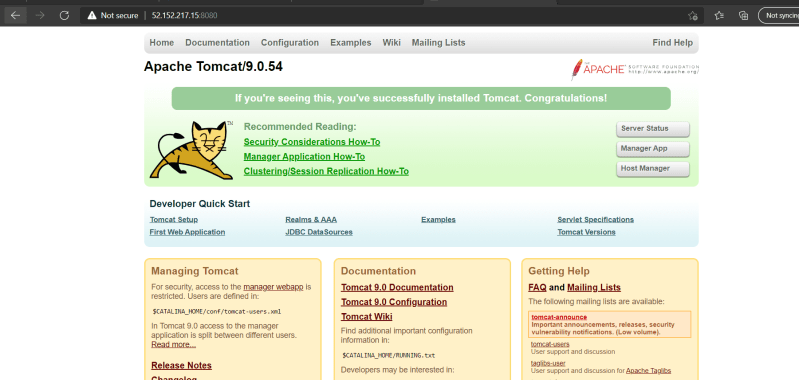 Not secure | 52.152.217.15:8080
Not syncing
Home Documentation Configuration Examples Wiki Mailing Lists Find Help
Apache Tomcat/9.0.54
THE APACHE SOFTWARE FOUNDATION
http://www.apache.org/
If you're seeing this, you've successfully installed Tomcat. Congratulations!
TM
Recommended Reading:
Security Considerations How-To
Manager Application How-To
Clustering/Session Replication How-To
Server Status
Manager App
Host Manager
Developer Quick Start
Tomcat Setup
First Web Application
Realms & AAA
JDBC DataSources
Examples
Servlet Specifications
Tomcat Versions
Managing Tomcat
For security, access to the manager webapp is
restricted. Users are defined in:
$CATALINA_HOME/conf/tomcat-users.xml
In Tomcat 9.0 access to the manager
application is split between different users.
Read more...
Release Notes
Changelog
Documentation
Tomcat 9.0 Documentation
Tomcat 9.0 Configuration
Tomcat Wiki
Find additional important configuration
information in:
$CATALINA_HOME/RUNNING.txt
Developers may be interested in:
Getting Help
FAQ and Mailing Lists
The following mailing lists are available:
tomcat-announce
Important announcements, releases, security
vulnerability notifications. (Low volume).
tomcat-users
User support and discussion
taglibs-user
User support and discussion for Apache Taglibs